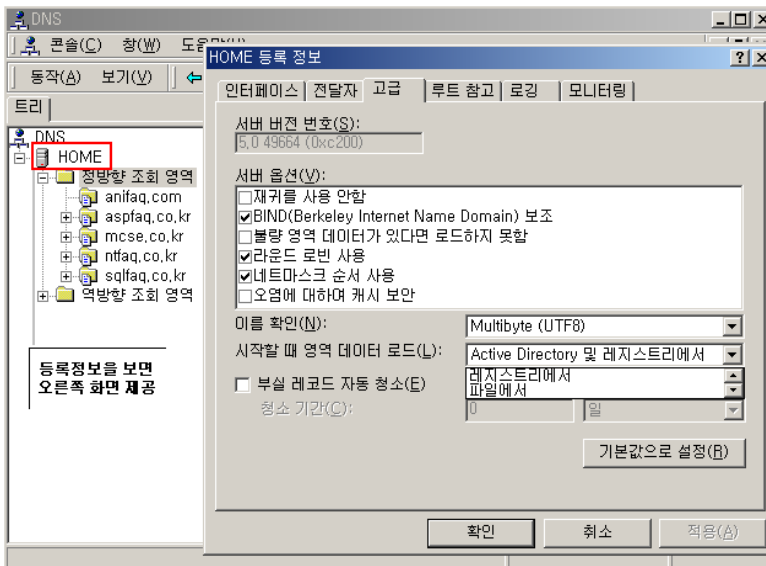 DNS
콘솔(C) 창(W) 도움말(H)
동작(A) 보기(V)
트리
DNS
HOME
정방향 조회 영역
anifaq.com
aspfaq.co.kr
mcse.co.kr
ntfaq.co.kr
sqlfaq.co.kr
역방향 조회 영역
등록정보을 보면
오른쪽 화면 제공
HOME 등록 정보
인터페이스 전달자 고급 루트 참고 로깅 모니터링
서버 버전 번호(S):
5.0 49664 (0xc200)
서버 옵션(V):
재귀를 사용 안함
BIND(Berkeley Internet Name Domain) 보조
불량 영역 데이터가 있다면 로드하지 못함
라운드 로빈 사용
네트마스크 순서 사용
오염에 대하여 캐시 보안
이름 확인(N): Multibyte (UTF8)
시작할 때 영역 데이터 로드(L): Active Directory 및 레지스트리에서
레지스트리에서
파일에서
부실 레코드 자동 청소(E)
청소 기간(C): 0 일
기본값으로 설정(R)
확인 취소 적용(A)